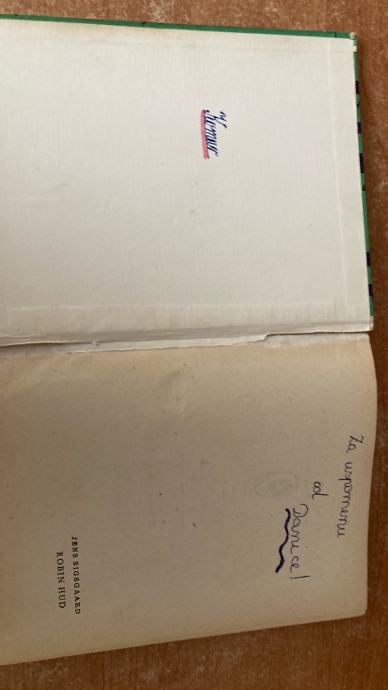 Za uspomenu
od
Danice!
JENS SIGSGAARD
ROBIN HUD